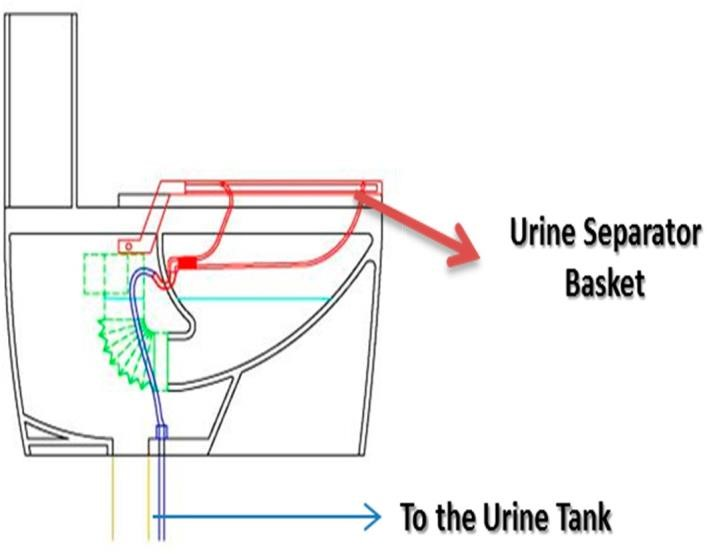 Urine Separator
Basket
To the Urine Tank